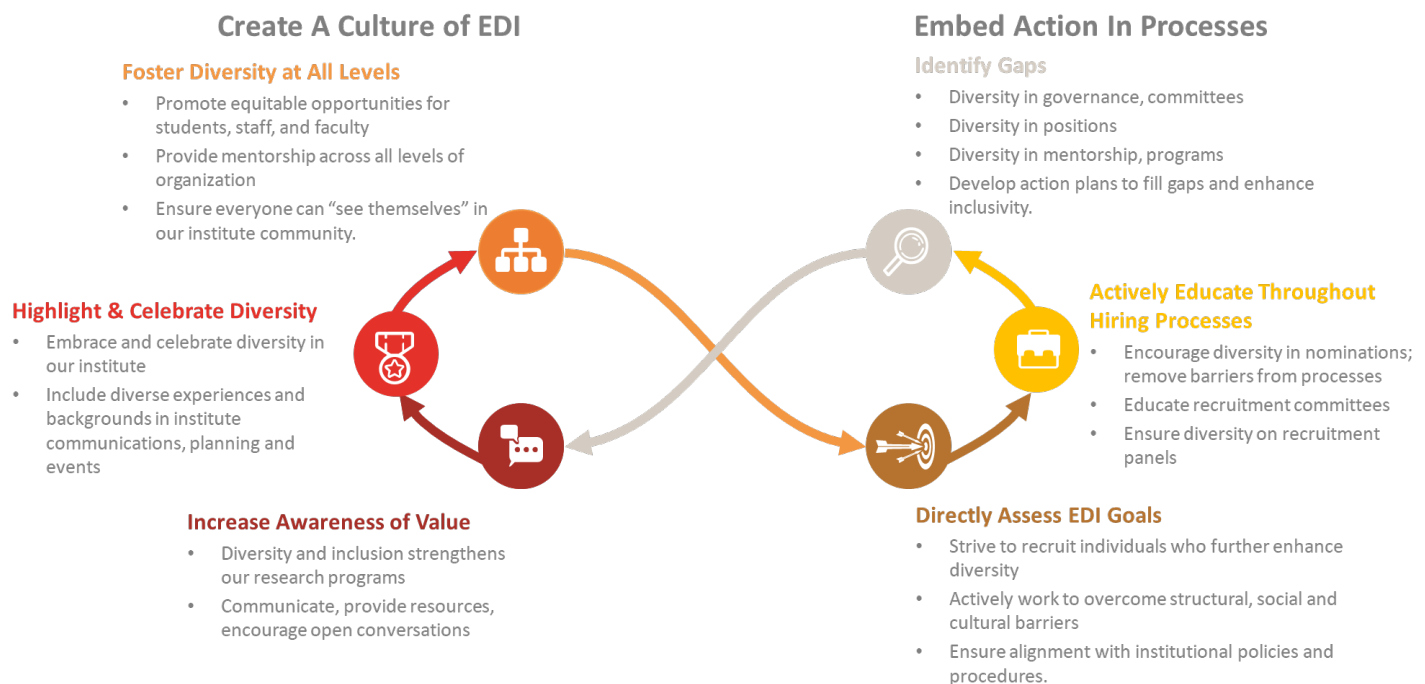 Create A Culture of EDI
Foster Diversity at All Levels
• Promote equitable opportunities for
students, staff, and faculty
• Provide mentorship across all levels of
organization
• Ensure everyone can “see themselves” in
our institute community.
Highlight & Celebrate Diversity
• Embrace and celebrate diversity in
our institute
• Include diverse experiences and
backgrounds in institute
communications, planning and
events
Increase Awareness of Value
• Diversity and inclusion strengthens
our research programs
• Communicate, provide resources,
encourage open conversations
Embed Action In Processes
Identify Gaps
• Diversity in governance, committees
• Diversity in positions
• Diversity in mentorship, programs
• Develop action plans to fill gaps and enhance
inclusivity.
Actively Educate Throughout
Hiring Processes
• Encourage diversity in nominations;
remove barriers from processes
• Educate recruitment committees
• Ensure diversity on recruitment
panels
Directly Assess EDI Goals
• Strive to recruit individuals who further enhance
diversity
• Actively work to overcome structural, social and
cultural barriers
• Ensure alignment with institutional policies and
procedures.